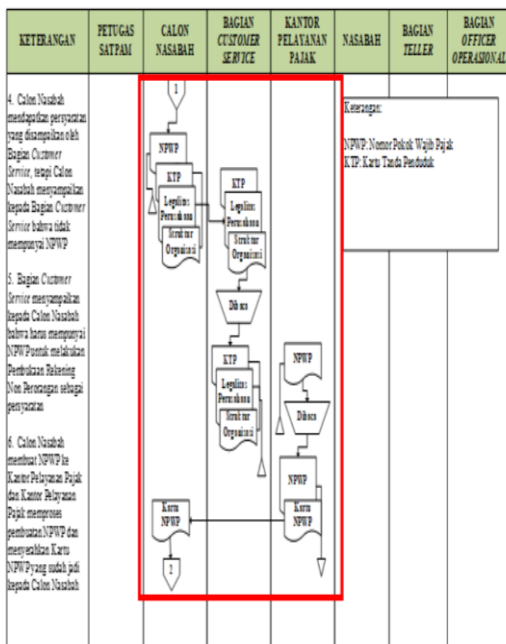 KETERANGAN
PETUGAS
SATPAM
CALON
NASABAH
BAGIAN
CUSTOMER
SERVICE
KANTOR
PELAYANAN
PAJAK
NASABAH
BAGIAN
TELLER
BAGIAN
OFFICER
OPERASIONAL
4. Calon Nasabah
mendapatkan persyaratan
yang disampaikan oleh
Bagian Customer
Service, tetapi Calon
Nasabah menyampaikan
kepada Bagian Customer
Service bahwa tidak
mempunyai NPWP
5. Bagian Customer
Service menyampaikan
kepada Calon Nasabah
bahwa harus mempunyai
NPWP untuk melakukan
Pembukaan Rekening
Non Perorangan sebagai
persyaratan
6. Calon Nasabah
membuat NPWP ke
Kantor Pelayanan Pajak
dan Kantor Pelayanan
Pajak memproses
pembuatan NPWP dan
menyerahkan Kartu
NPWP yang sudah jadi
kepada Calon Nasabah
1
NPWP
KTP
Legalitas
Perusahaan
Struktur
Organisasi
KTP
Legalitas
Perusahaan
Struktur
Organisasi
Dibaca
KTP
Legalitas
Perusahaan
Struktur
Organisasi
NPWP
Dibaca
NPWP
Kartu
NPWP
Kartu
NPWP
2
Keterangan:
NPWP: Nomor Pokok Wajib Pajak
KTP: Kartu Tanda Penduduk